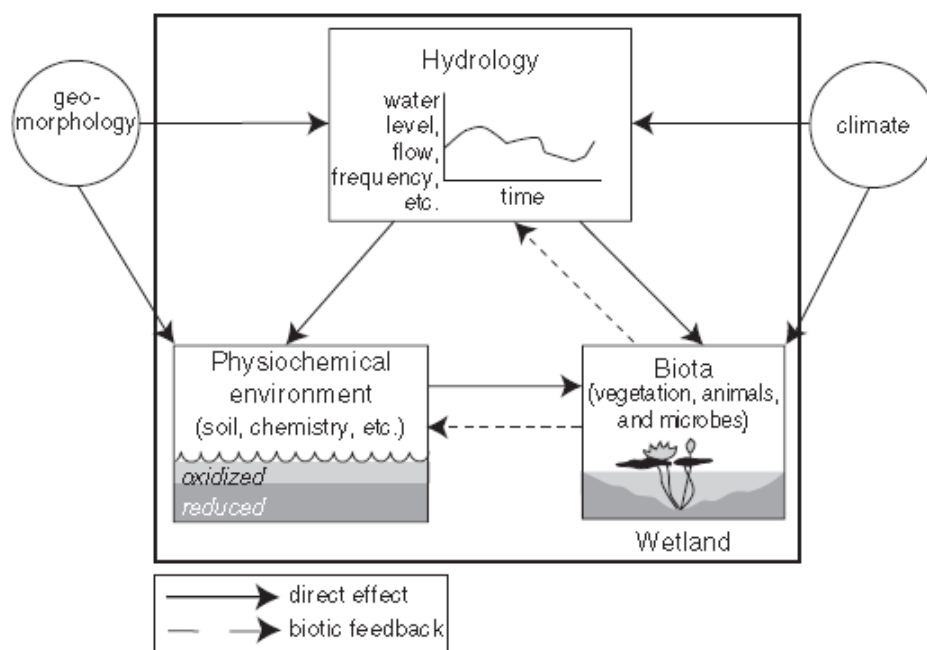 Hydrology
water
level,
flow,
frequency,
etc.
time
geo-
morphology
climate
Physiochemical
environment
(soil, chemistry, etc.)
oxidized
reduced
Biota
(vegetation, animals,
and microbes)
Wetland
direct effect
biotic feedback